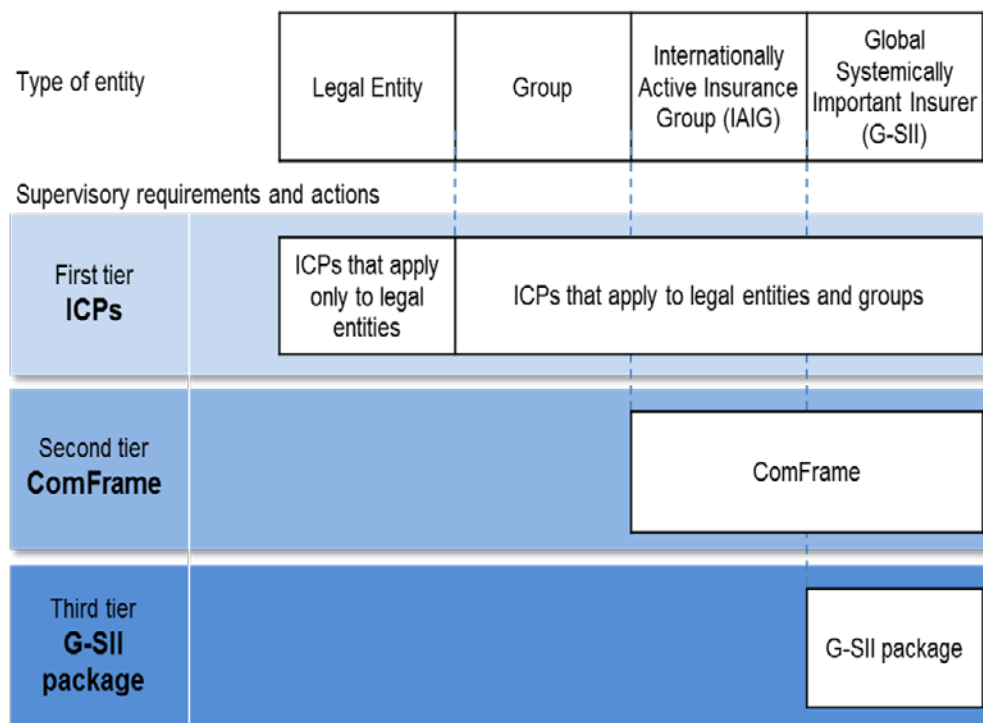 Type of entity
Legal Entity
Group
Internationally
Active Insurance
Group (IAIG)
Global
Systemically
Important Insurer
(G-SII)
Supervisory requirements and actions
First tier
ICPs
ICPs that apply
only to legal
entities
ICPs that apply to legal entities and groups
Second tier
ComFrame
ComFrame
Third tier
G-SII
package
G-SII package